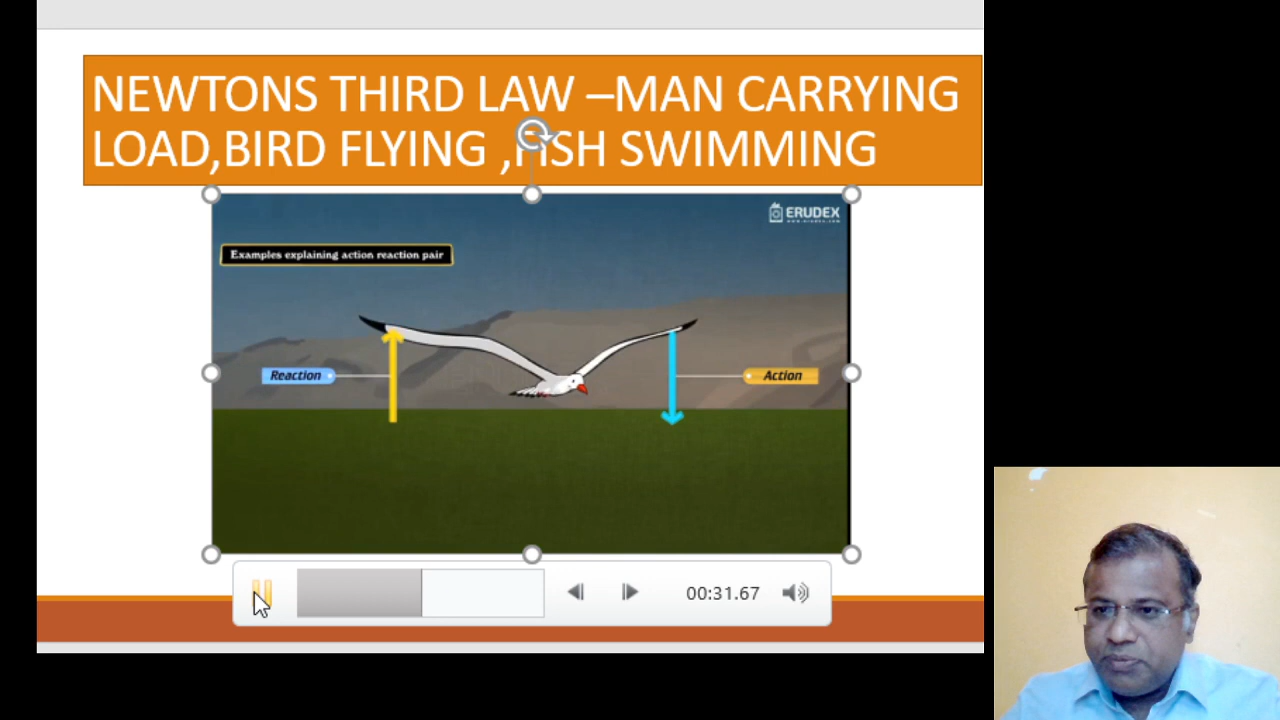 NEWTONS THIRD LAW –MAN CARRYING
LOAD,BIRD FLYING ,FISH SWIMMING
ERUDEX
Examples explaining action reaction pair
Reaction
Action
00:31.67